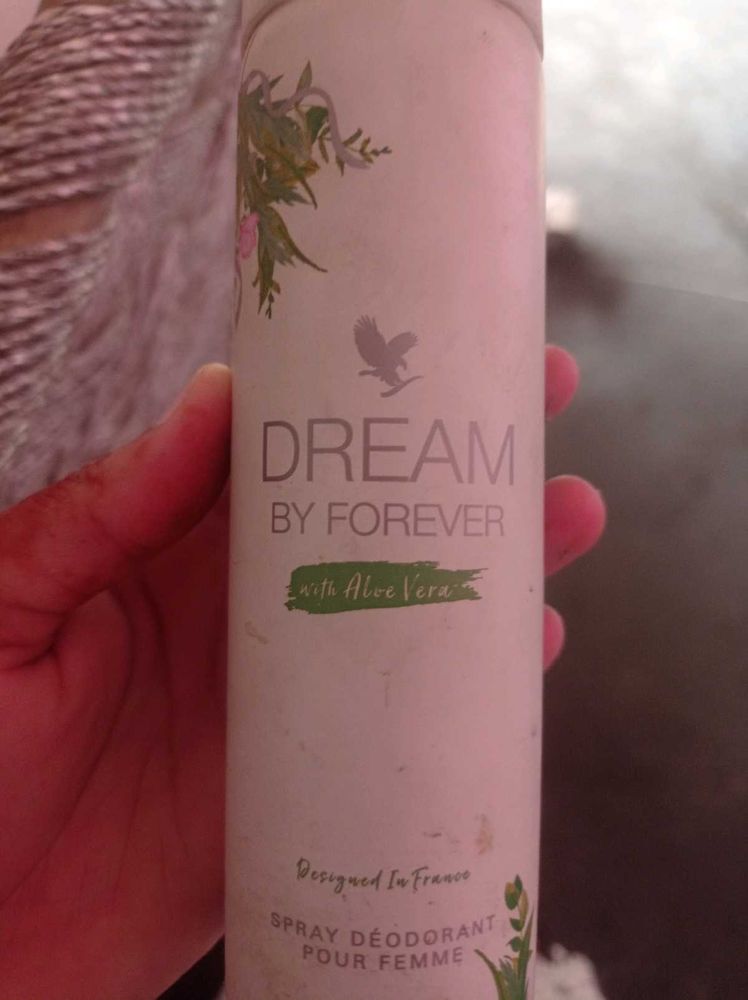 DREAM
BY FOREVER
with Aloe Vera
Designed In France
SPRAY DÉODORANT
POUR FEMME